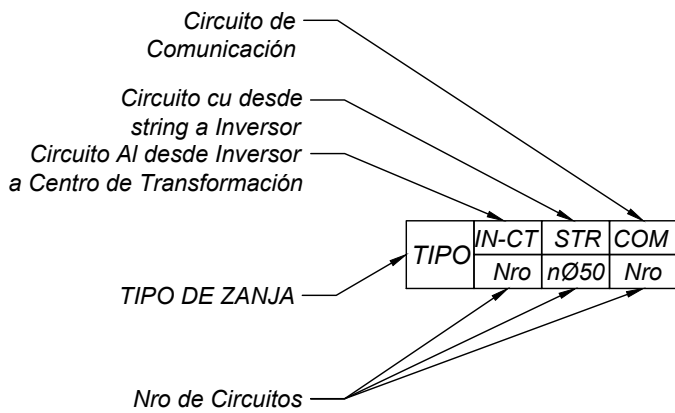 Circuito de
Comunicación
Circuito cu desde
string a Inversor
Circuito Al desde Inversor
a Centro de Transformación
TIPO IN-CT STR COM
Nro nØ50 Nro
TIPO DE ZANJA
Nro de Circuitos